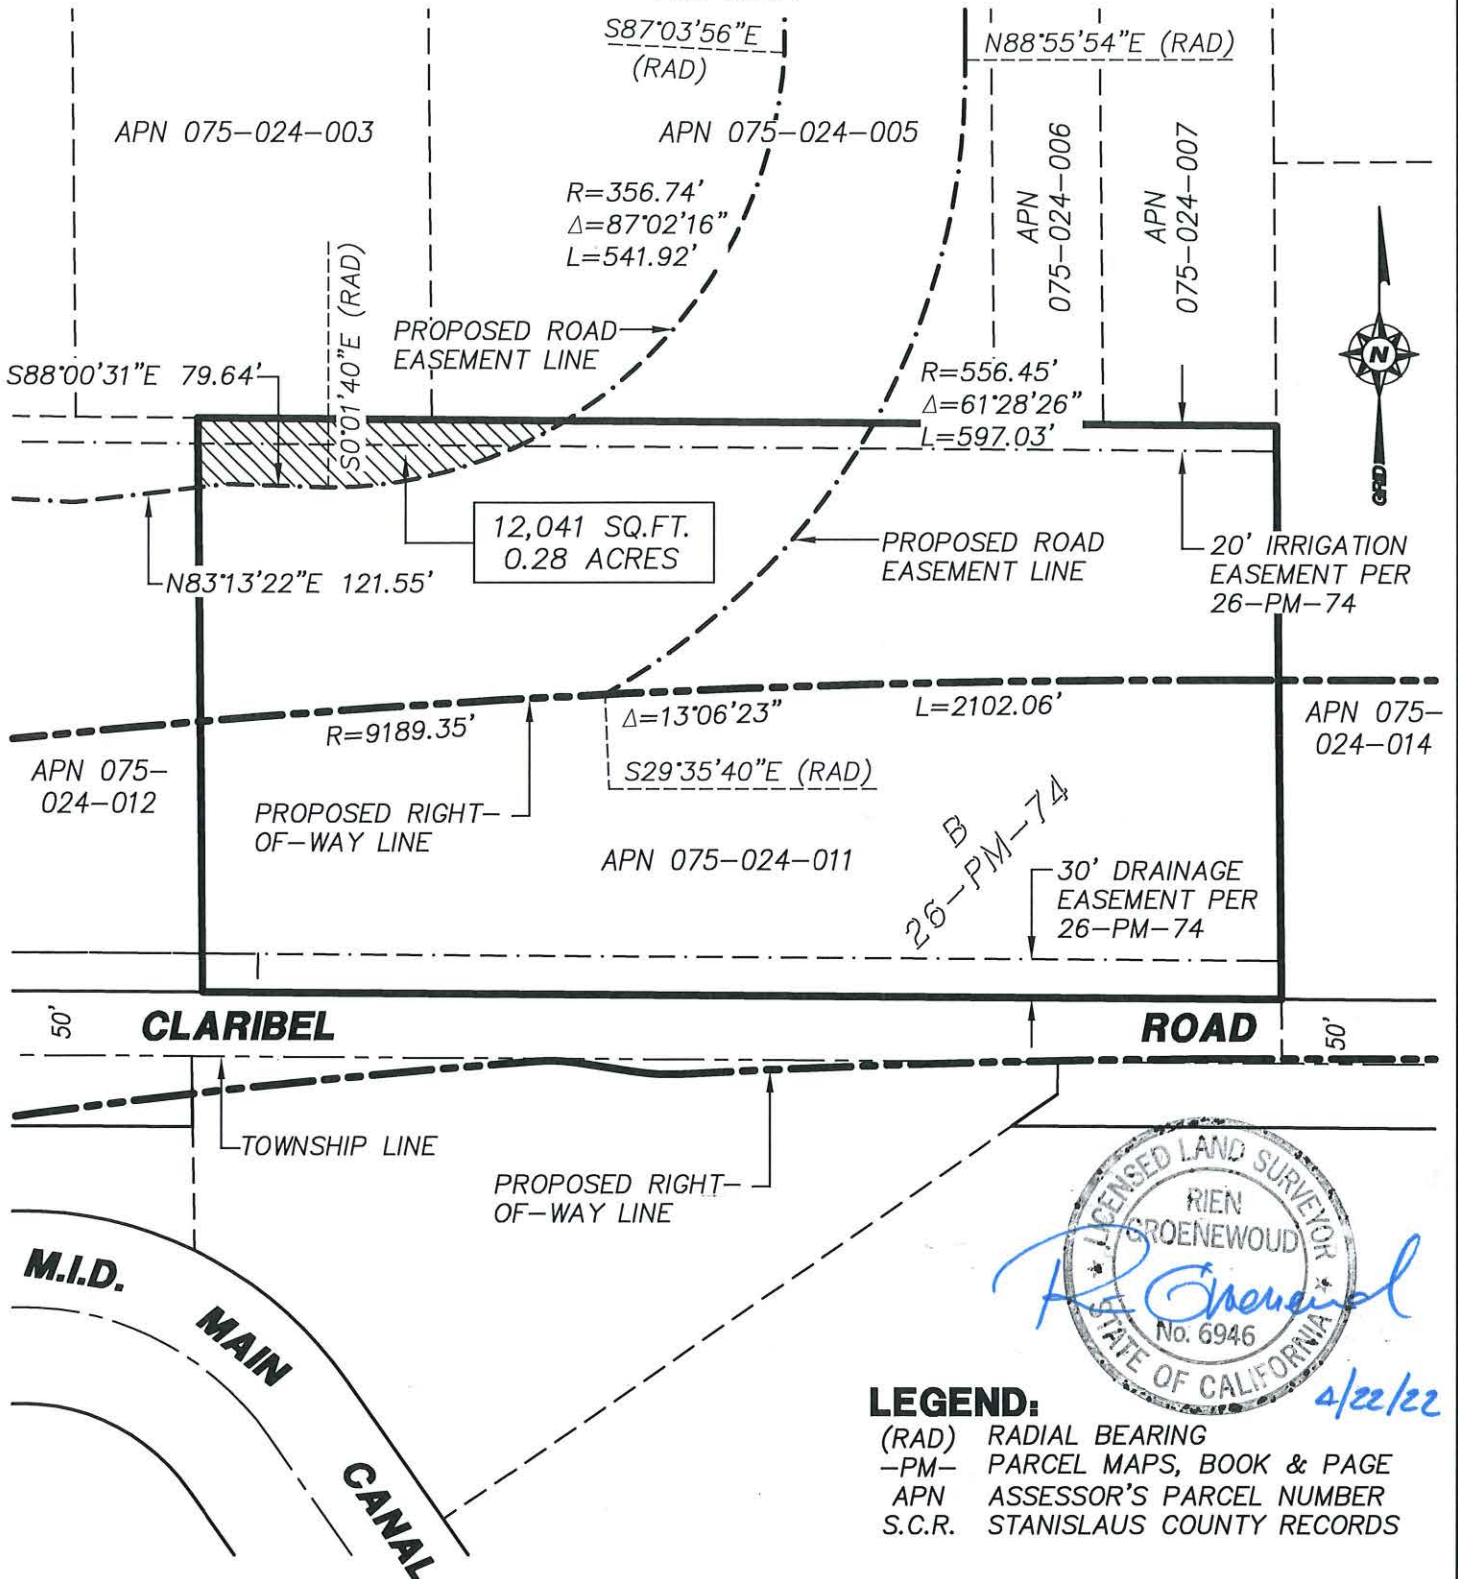 S87°03'56"E
(RAD)
N88°55'54"E (RAD)
APN 075-024-003
APN 075-024-005
APN
075-024-006
APN
075-024-007
R=356.74'
Δ=87°02'16"
L=541.92'
S0°01'40"E (RAD)
PROPOSED ROAD
EASEMENT LINE
S88°00'31"E 79.64'
R=556.45'
Δ=61°28'26"
L=597.03'
N
GRID
12,041 SQ.FT.
0.28 ACRES
PROPOSED ROAD
EASEMENT LINE
20' IRRIGATION
EASEMENT PER
26-PM-74
N83°13'22"E 121.55'
R=9189.35'
Δ=13°06'23"
L=2102.06'
APN 075-
024-014
APN 075-
024-012
S29°35'40"E (RAD)
PROPOSED RIGHT-
OF-WAY LINE
APN 075-024-011
B
26-PM-74
30' DRAINAGE
EASEMENT PER
26-PM-74
50'
CLARIBEL ROAD
50'
TOWNSHIP LINE
PROPOSED RIGHT-
OF-WAY LINE
M.I.D. MAIN CANAL
LICENSED LAND SURVEYOR
RIEN
GROENEWOUD
No. 6946
STATE OF CALIFORNIA
4/22/22
LEGEND:
(RAD) RADIAL BEARING
-PM- PARCEL MAPS, BOOK & PAGE
APN ASSESSOR'S PARCEL NUMBER
S.C.R. STANISLAUS COUNTY RECORDS